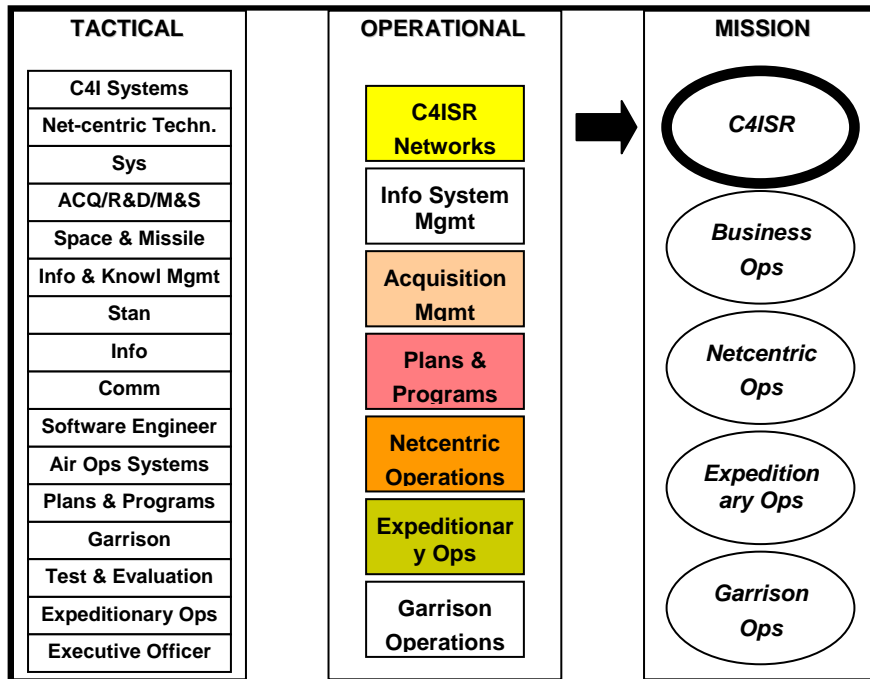 TACTICAL
C4I Systems
Net-centric Techn.
Sys
ACQ/R&D/M&S
Space & Missile
Info & Knowl Mgmt
Stan
Info
Comm
Software Engineer
Air Ops Systems
Plans & Programs
Garrison
Test & Evaluation
Expeditionary Ops
Executive Officer
OPERATIONAL
C4ISR
Networks
Info System
Mgmt
Acquisition
Mgmt
Plans &
Programs
Netcentric
Operations
Expeditionar
y Ops
Garrison
Operations
MISSION
C4ISR
Business
Ops
Netcentric
Ops
Expedition
ary Ops
Garrison
Ops